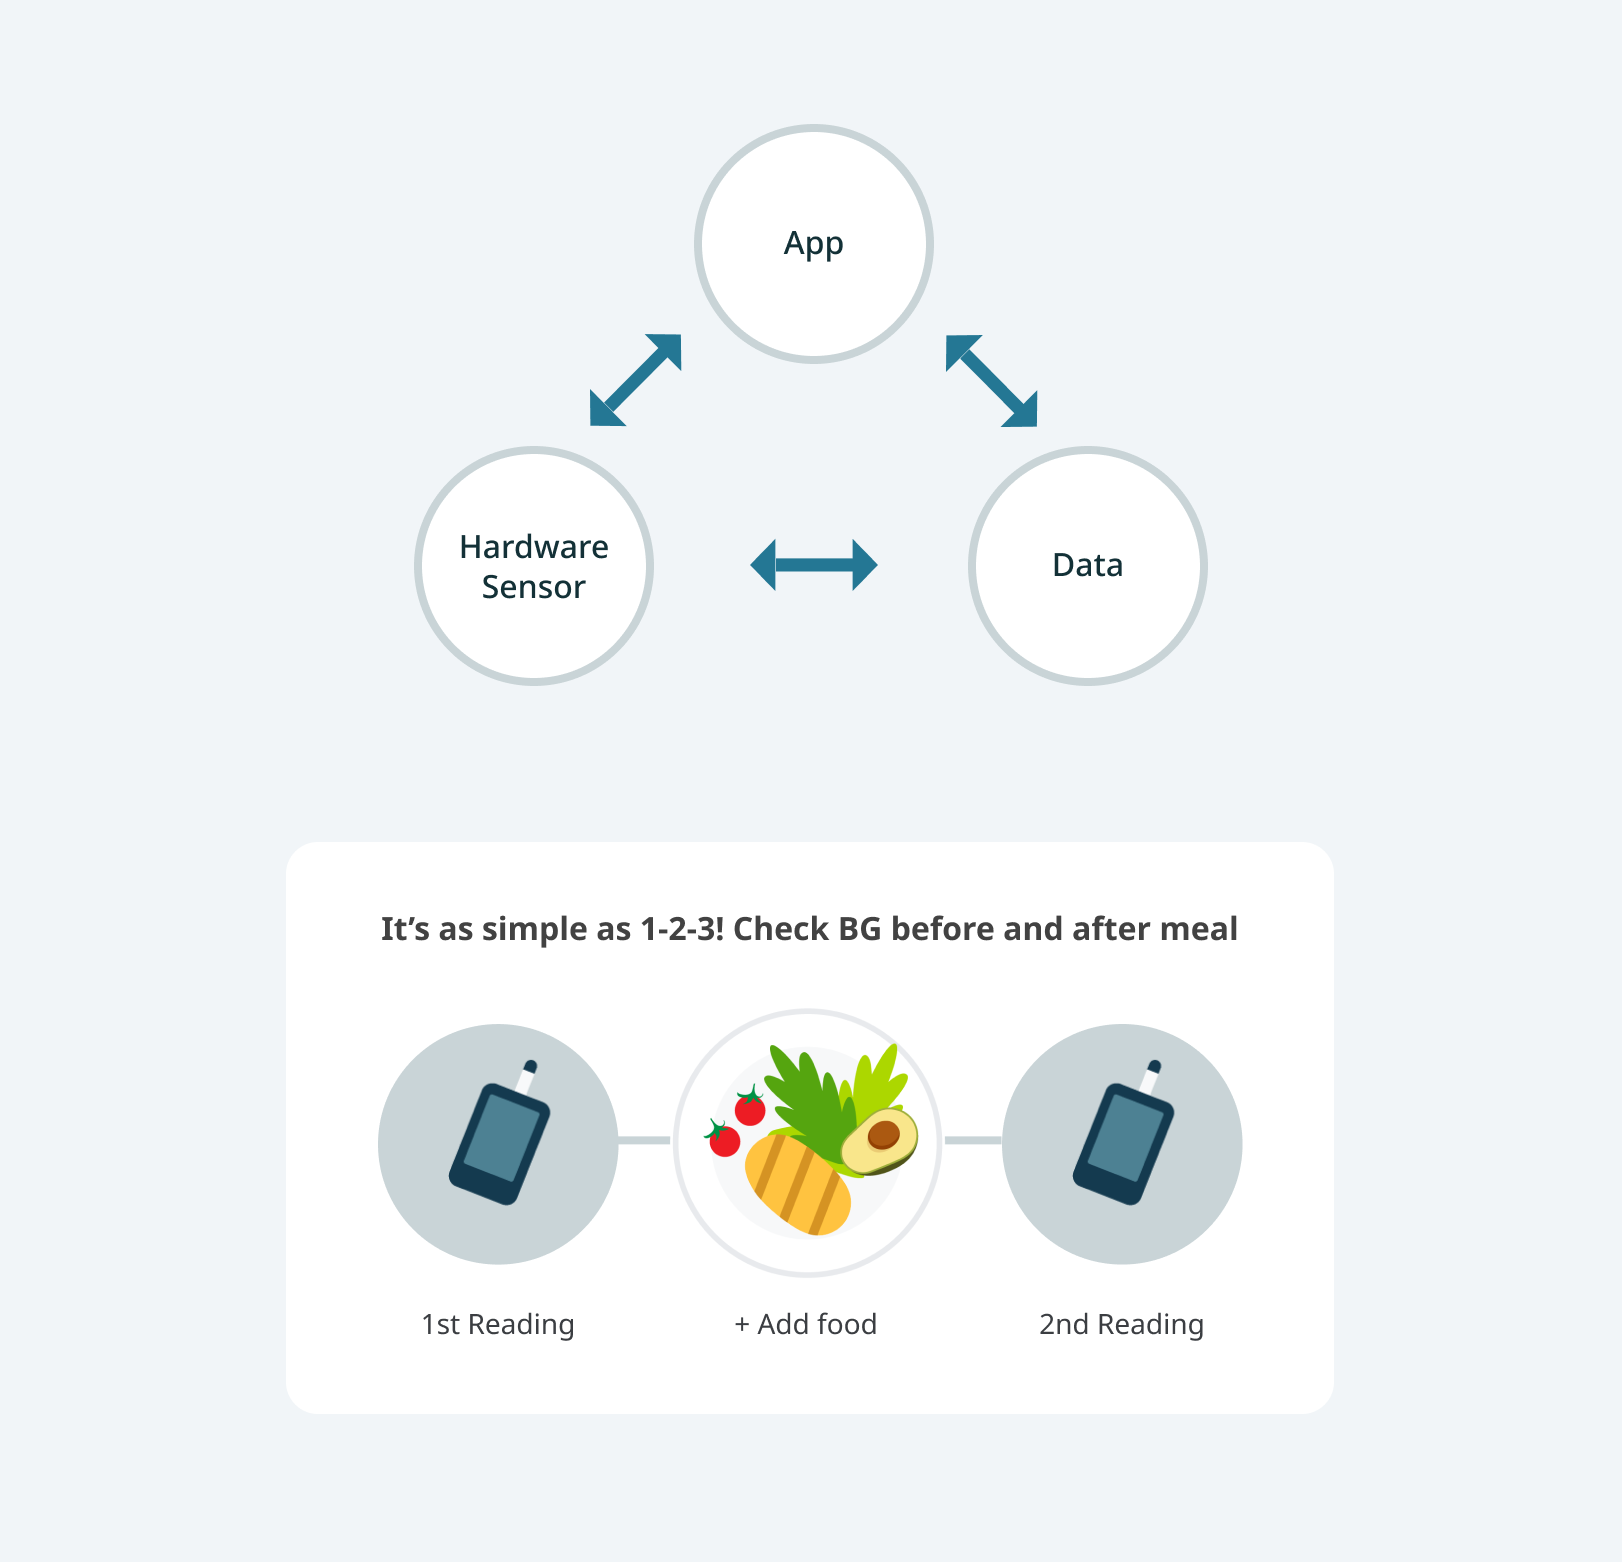 App
Hardware
Sensor
Data
It’s as simple as 1-2-3! Check BG before and after meal
1st Reading
+ Add food
2nd Reading